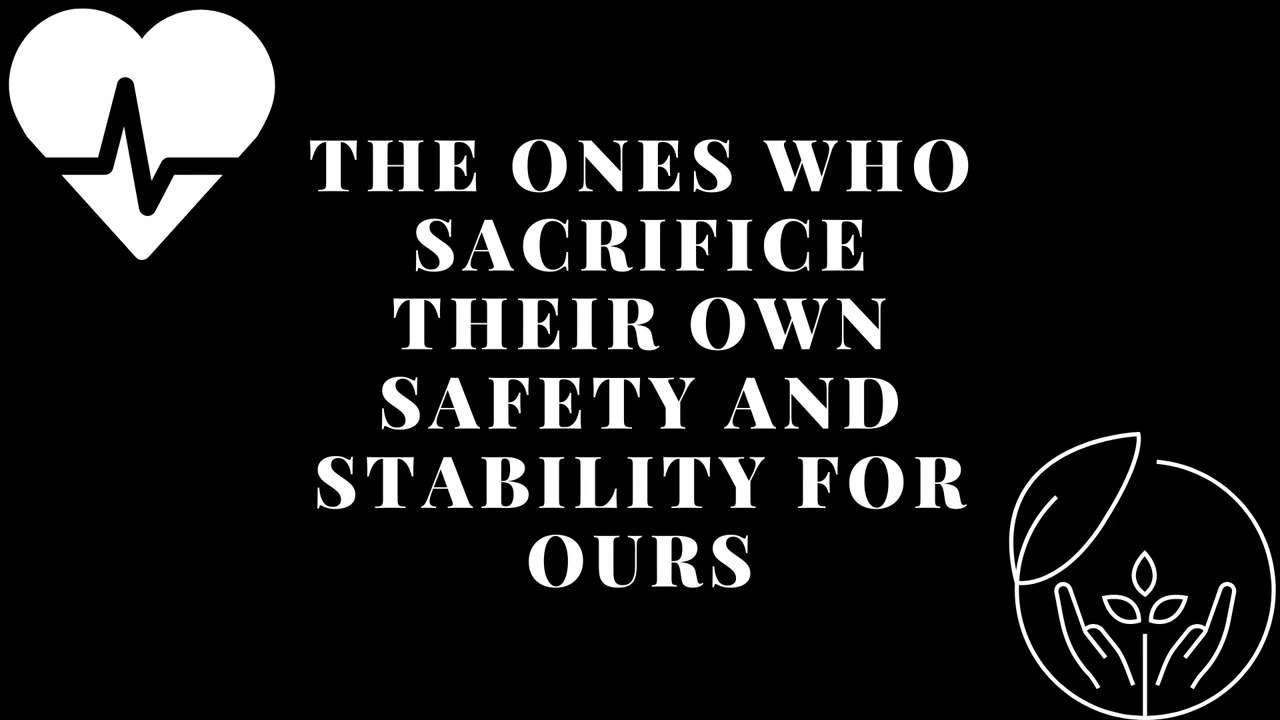 THE ONES WHO
SACRIFICE
THEIR OWN
SAFETY AND
STABILITY FOR
OURS